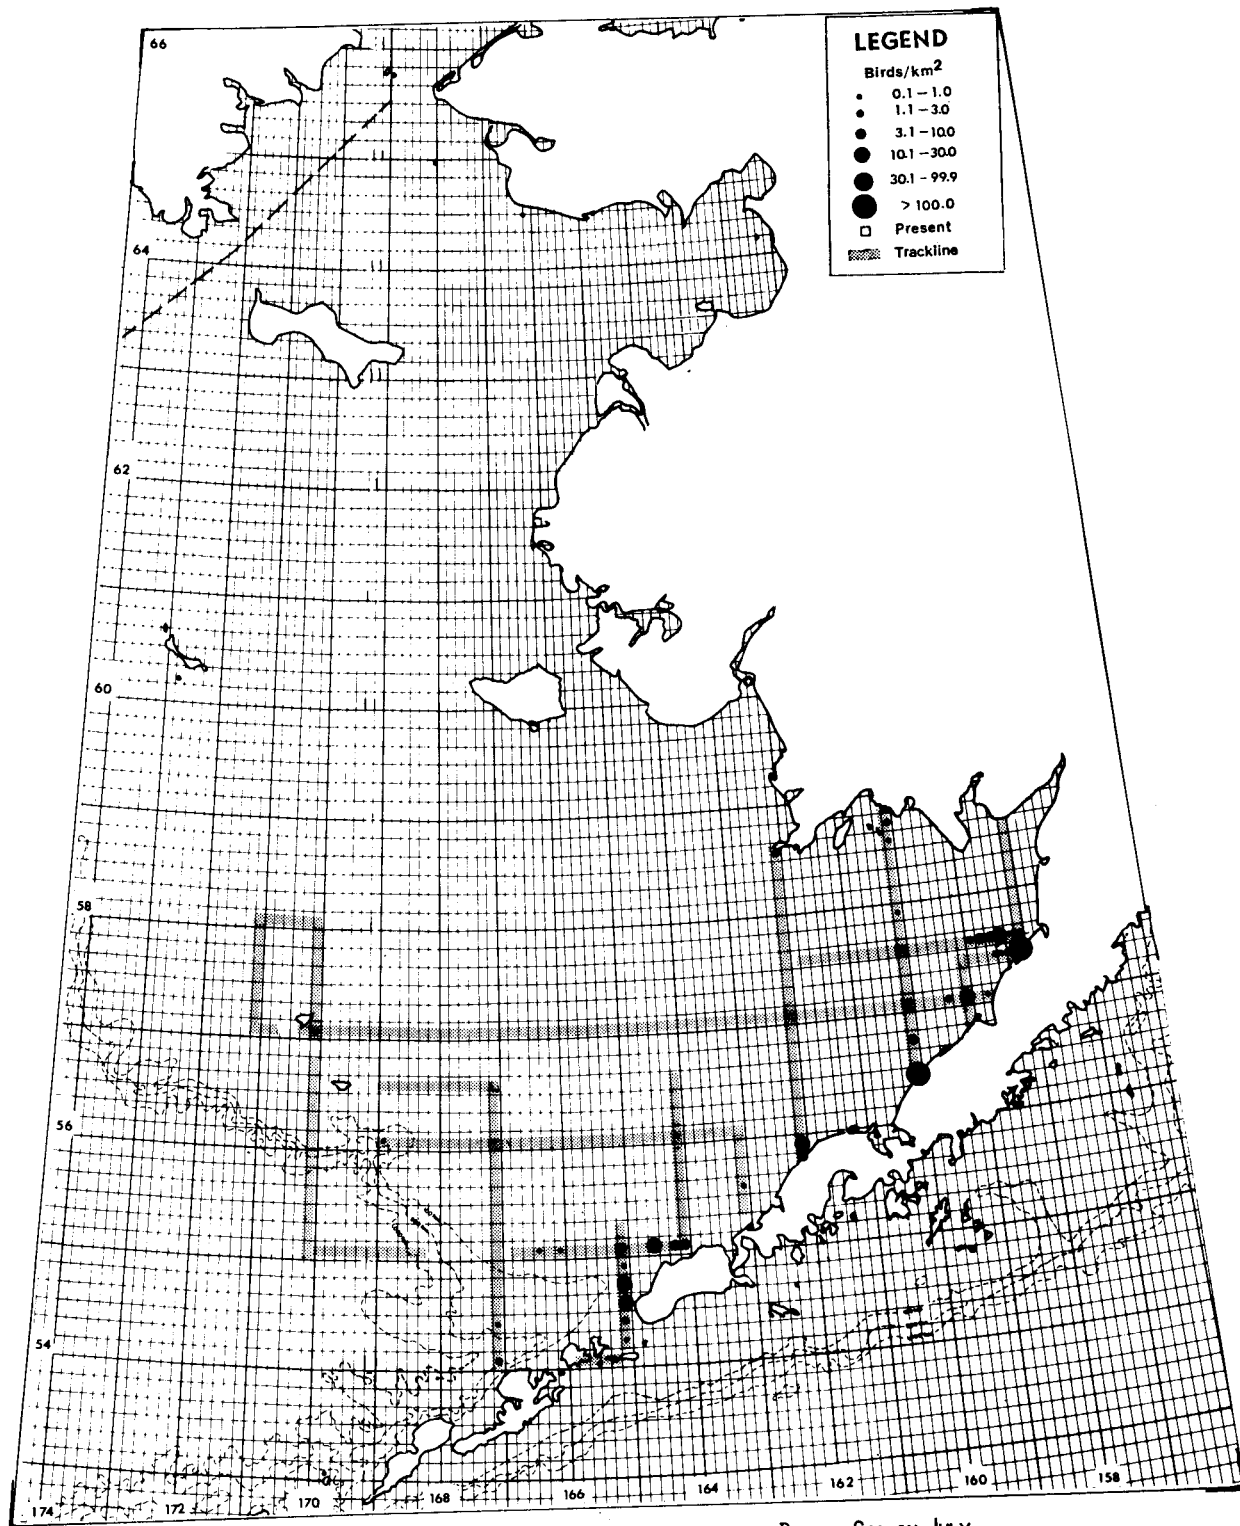 66
LEGEND
Birds/km2
0.1 – 1.0
1.1 – 3.0
3.1 – 10.0
10.1 – 30.0
30.1 – 99.9
> 100.0
Present
Trackline
64
62
60
58
56
54
174 172 170 168 166 164 162 160 158